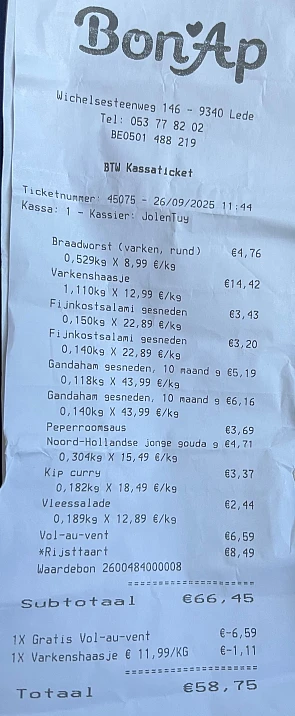 Bon'Ap
Wichelsesteenweg 146 - 9340 Lede
Tel: 053 77 82 02
BE0501 488 219
BTW Kassaticket
Ticketnummer: 45075 - 26/09/2025 11:44
Kassa: 1 - Kassier: JolenTuy
Braadworst (varken, rund) €4,76
0,529kg X 8,99 €/kg
Varkenshaasje €14,42
1,110kg X 12,99 €/kg
Fijnkostsalami gesneden €3,43
0,150kg X 22,89 €/kg
Fijnkostsalami gesneden €3,20
0,140kg X 22,89 €/kg
Gandaham gesneden, 10 maand g €5,19
0,118kg X 43,99 €/kg
Gandaham gesneden, 10 maand g €6,16
0,140kg X 43,99 €/kg
Peperroomsaus €3,69
Noord-Hollandse jonge gouda g €4,71
0,304kg X 15,49 €/kg
Kip curry €3,37
0,182kg X 18,49 €/kg
Vleessalade €2,44
0,189kg X 12,89 €/kg
Vol-au-vent €6,59
*Rijsttaart €8,49
Waardebon 2600484000008
Subtotaal €66,45
1X Gratis Vol-au-vent €-6,59
1X Varkenshaasje € 11,99/KG €-1,11
Totaal €58,75